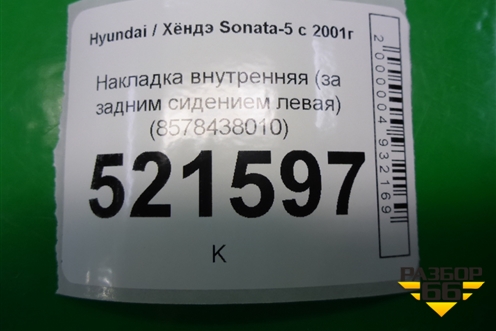 Hyundai / Хёндэ Sonata-5 с 2001г
Накладка внутренняя (за
задним сидением левая)
(8578438010)
521597
К
2000004932169
РАЗБОР
66